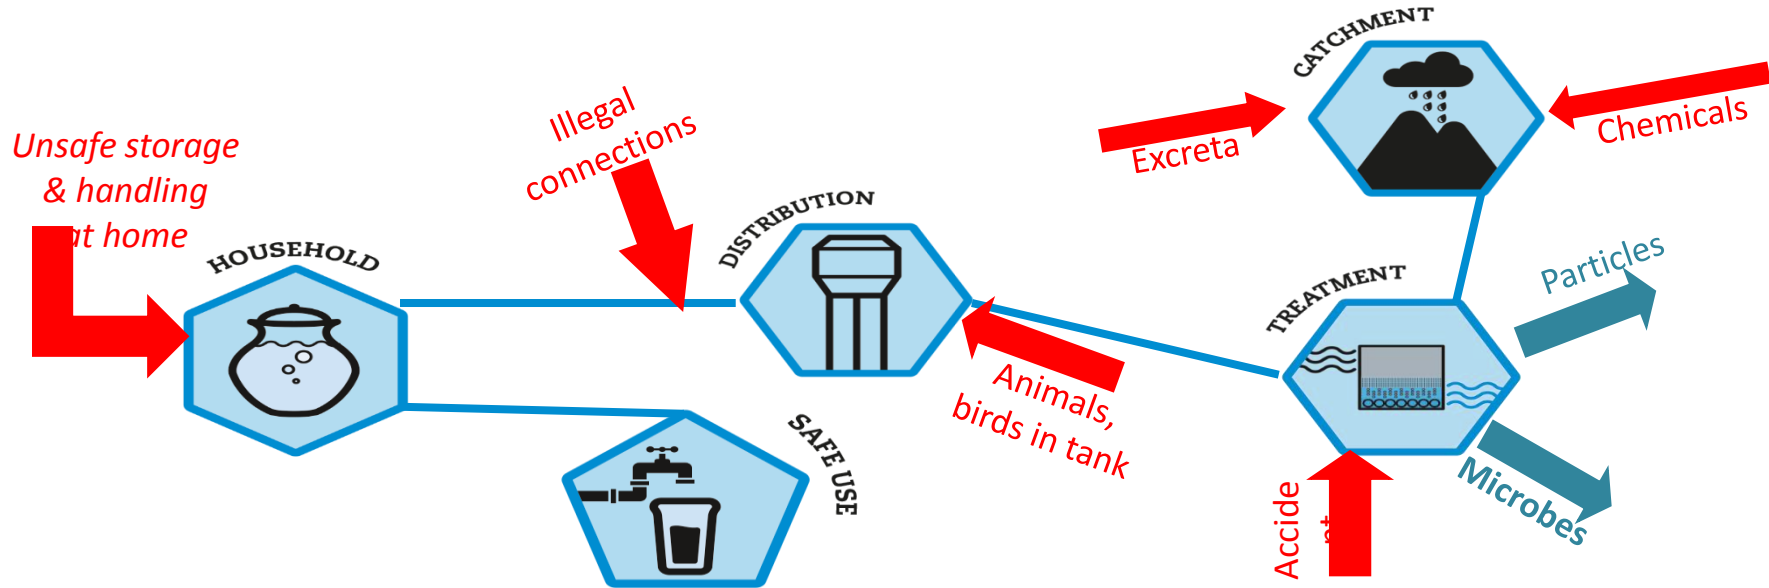 CATCHMENT
Excreta
Chemicals
Unsafe storage
& handling
at home
Illegal
connections
HOUSEHOLD
DISTRIBUTION
TREATMENT
Particles
Animals,
birds in tank
SAFE USE
Microbes
Accide
nt